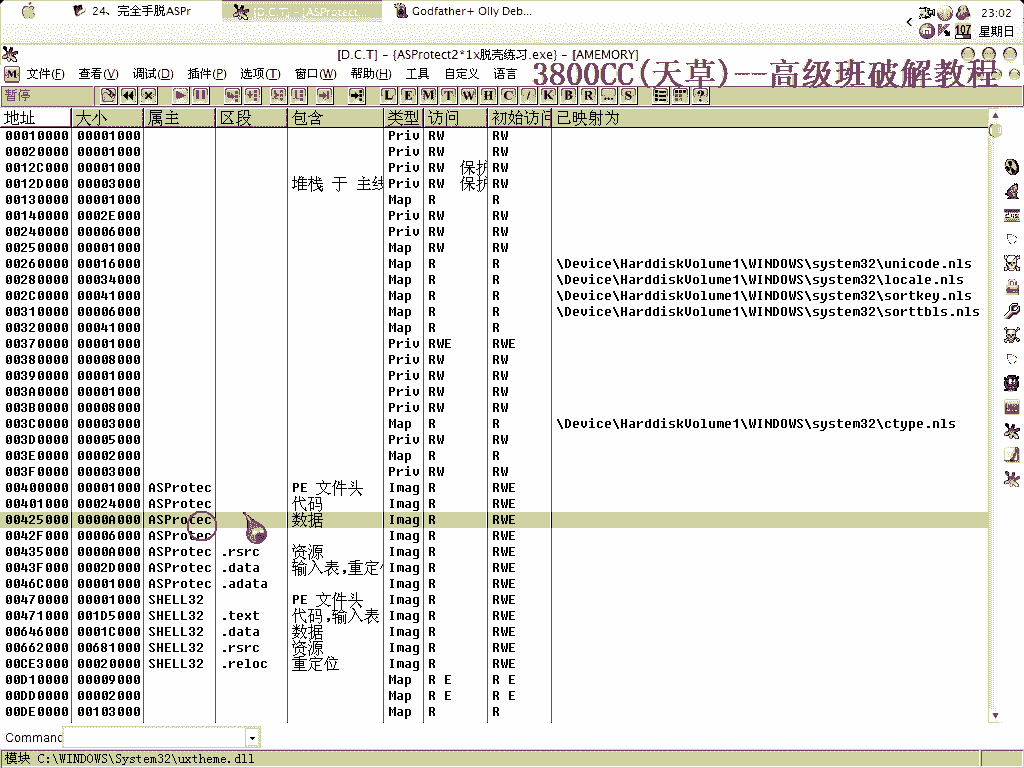 24、完全手脱ASPr
[D.C.T] - {ASProtect...
Godfather+ Olly Deb...
107
23:02
星期日
[D.C.T] - {ASProtect2*1x脱壳练习.exe} - [AMEMORY]
M 文件(F) 查看(V) 调试(D) 插件(P) 选项(T) 窗口(W) 帮助(H) 工具 自定义 语言
3800CC(天草)--高级班破解教程
暂停 L E M T W H C / K B R ... S ?
地址 大小 属主 区段 包含 类型 访问 初始访问 已映射为
00010000 00001000 Priv RW RW
00020000 00001000 Priv RW RW
0012C000 00001000 Priv RW 保护 RW
0012D000 00003000 堆栈 于 主线 Priv RW 保护 RW
00130000 00001000 Map R R
00140000 0002E000 Priv RW RW
00240000 00006000 Priv RW RW
00250000 00001000 Map RW RW
00260000 00016000 Map R R \Device\HarddiskVolume1\WINDOWS\system32\unicode.nls
00280000 00034000 Map R R \Device\HarddiskVolume1\WINDOWS\system32\locale.nls
002C0000 00041000 Map R R \Device\HarddiskVolume1\WINDOWS\system32\sortkey.nls
00310000 00006000 Map R R \Device\HarddiskVolume1\WINDOWS\system32\sorttbls.nls
00320000 00041000 Map R R
00370000 00001000 Priv RWE RWE
00380000 00008000 Priv RW RW
00390000 00001000 Priv RW RW
003A0000 00001000 Priv RW RW
003B0000 00008000 Priv RW RW
003C0000 00003000 Map R R \Device\HarddiskVolume1\WINDOWS\system32\ctype.nls
003D0000 00005000 Priv RW RW
003E0000 00002000 Map R R
003F0000 00003000 Priv RW RW
00400000 00001000 ASProtec PE 文件头 Imag R RWE
00401000 00024000 ASProtec 代码 Imag R RWE
00425000 0000A000 ASProtec 数据 Imag R RWE
0042F000 00006000 ASProtec Imag R RWE
00435000 0000A000 ASProtec .rsrc 资源 Imag R RWE
0043F000 0002D000 ASProtec .data 输入表,重定位 Imag R RWE
0046C000 00001000 ASProtec .adata Imag R RWE
00470000 00001000 SHELL32 PE 文件头 Imag R RWE
00471000 001D5000 SHELL32 .text 代码,输入表 Imag R RWE
00646000 0001C000 SHELL32 .data 数据 Imag R RWE
00662000 00681000 SHELL32 .rsrc 资源 Imag R RWE
00CE3000 00020000 SHELL32 .reloc 重定位 Imag R RWE
00D10000 00009000 Map R E R E
00DD0000 00002000 Map R E R E
00DE0000 00103000 Map R R
Command
模块 C:\WINDOWS\System32\uxtheme.dll